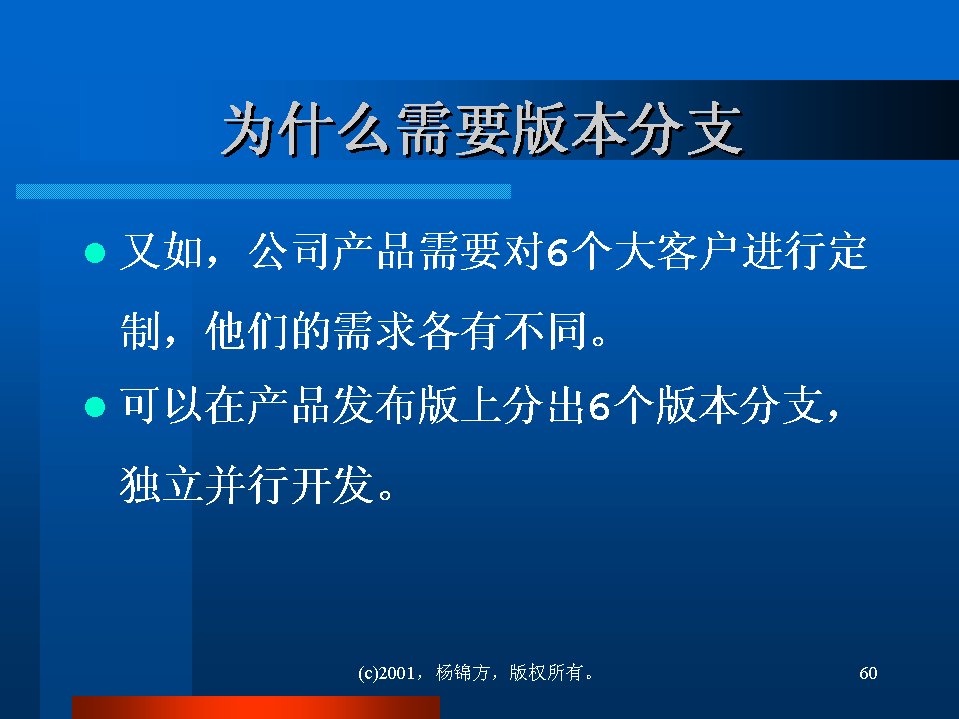 为什么需要版本分支
又如，公司产品需要对6个大客户进行定
制，他们的需求各有不同。
可以在产品发布版上分出6个版本分支，
独立并行开发。
(c)2001，杨锦方，版权所有。
60